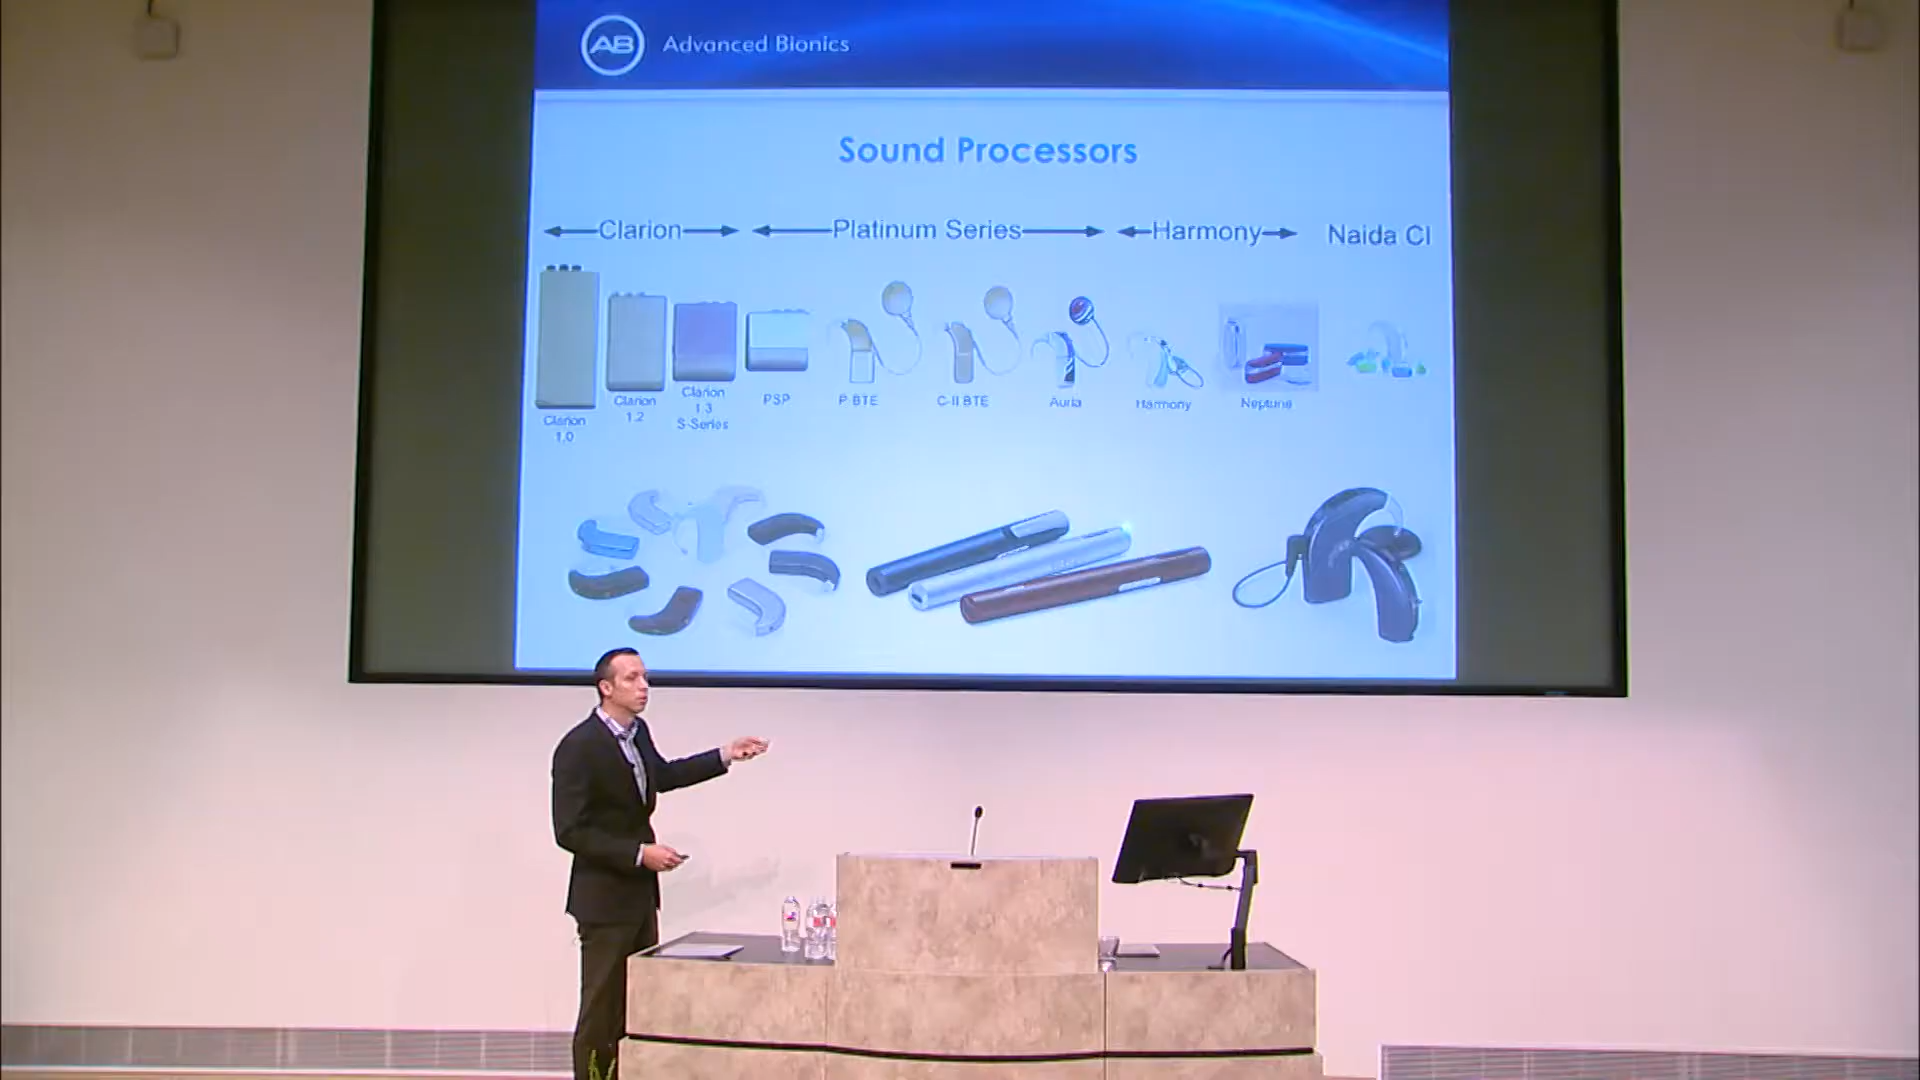 AB Advanced Bionics
Sound Processors
Clarion Platinum Series Harmony Naida CI
Clarion
1.0
Clarion
1.2
Clarion
1.3
S-Series
PSP
P-BTE
C-II BTE
Auria
Harmony
Neptune